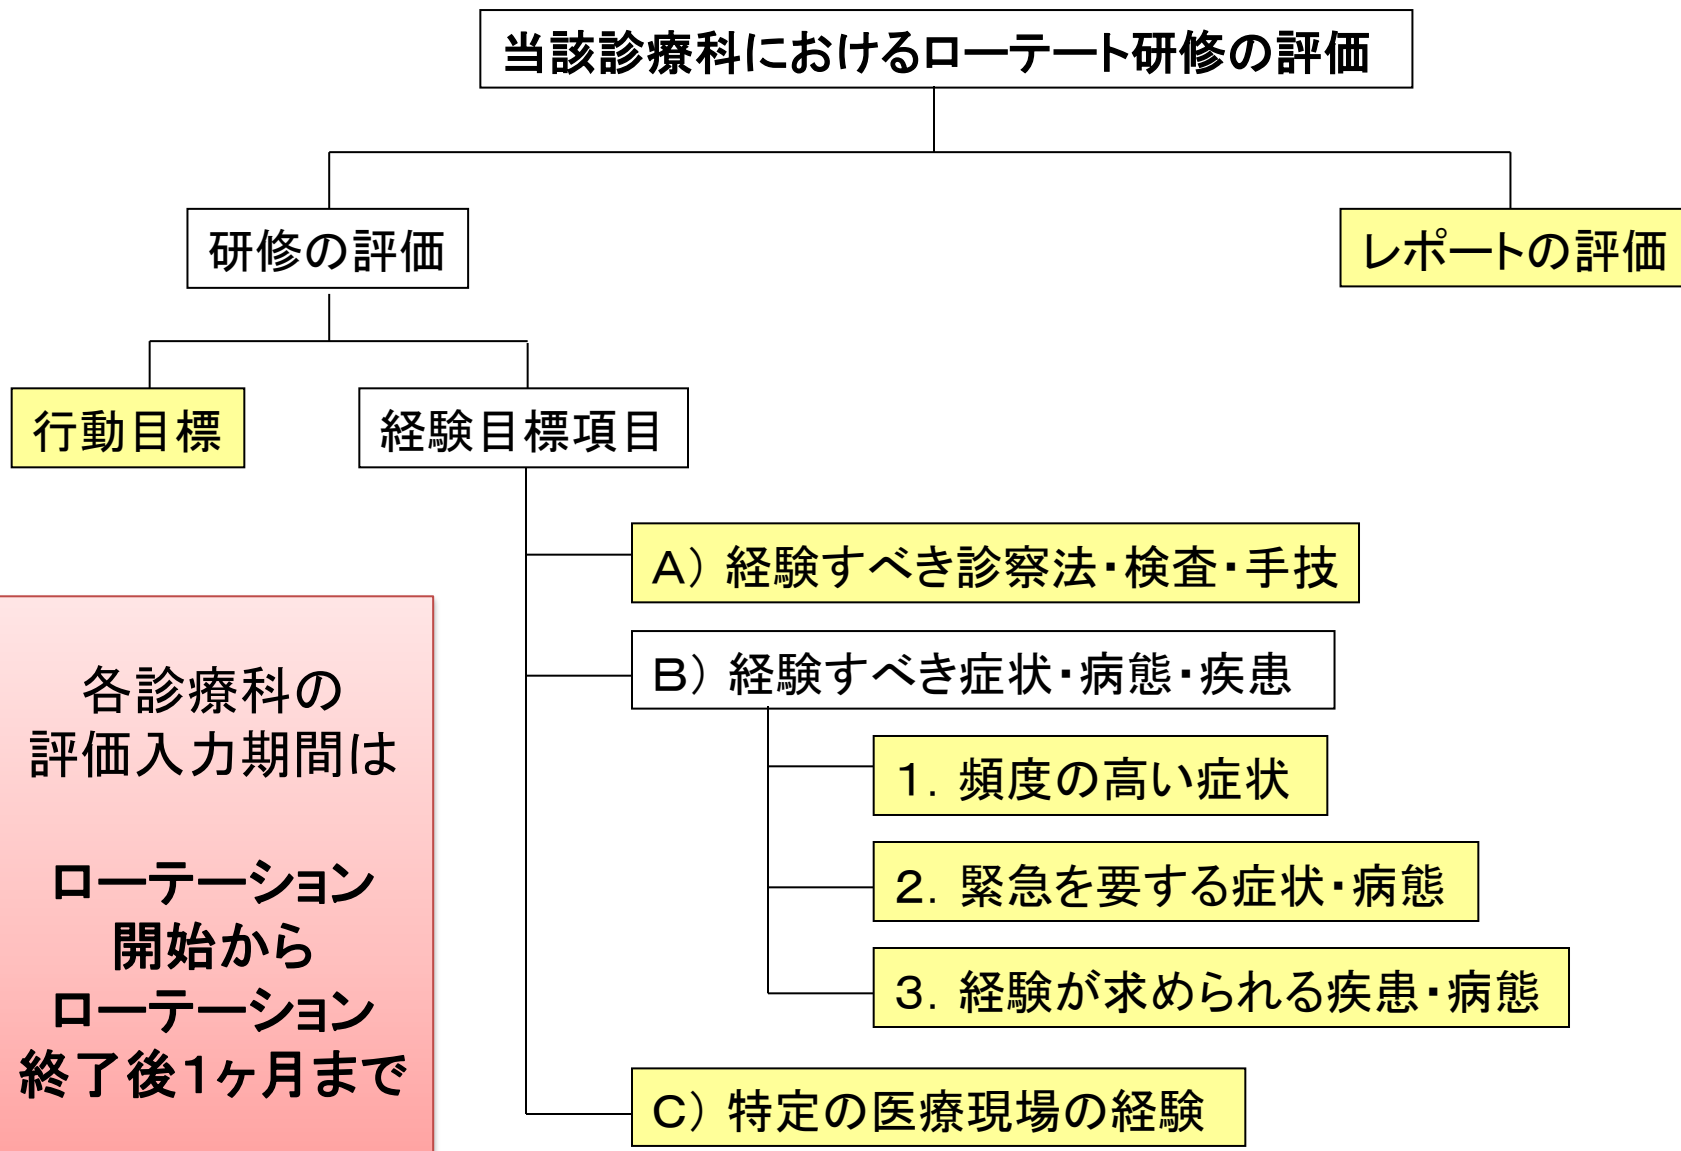 当該診療科におけるローテート研修の評価
研修の評価
レポートの評価
行動目標
経験目標項目
A）経験すべき診察法・検査・手技
B）経験すべき症状・病態・疾患
1．頻度の高い症状
2．緊急を要する症状・病態
3．経験が求められる疾患・病態
C）特定の医療現場の経験
各診療科の
評価入力期間は
ローテーション
開始から
ローテーション
終了後1ヶ月まで